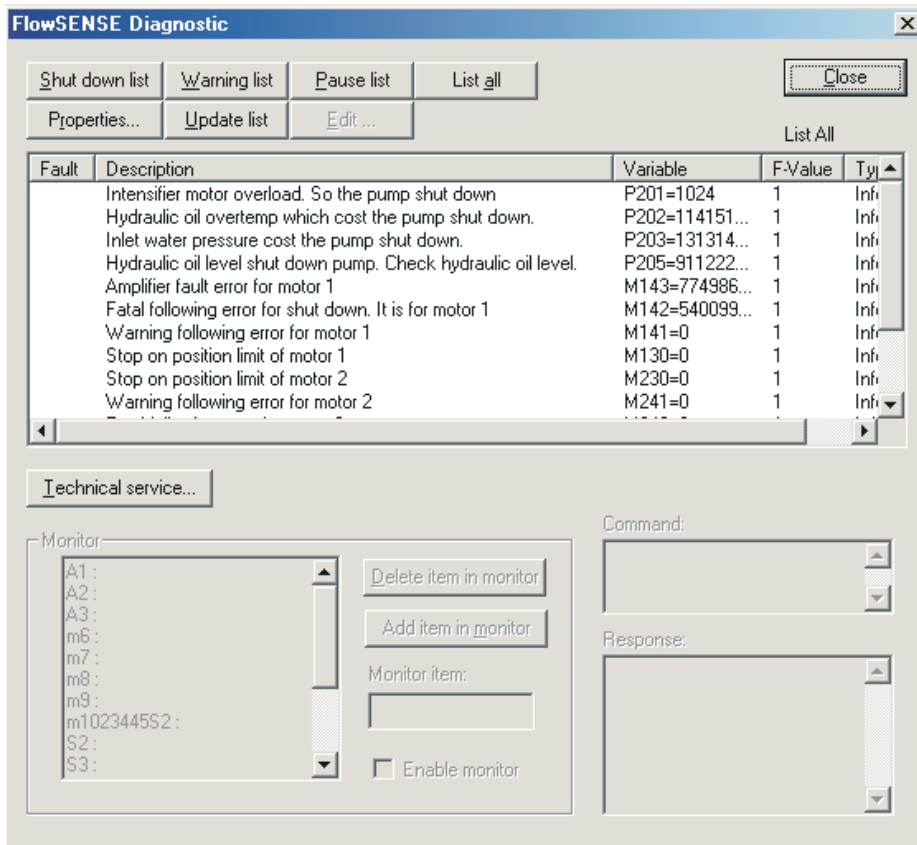 FlowSENSE Diagnostic
Shut down list Warning list Pause list List all Close
Properties... Update list Edit ...
List All
Fault Description Variable F-Value
Intensifier motor overload. So the pump shut down P201=1024 1
Hydraulic oil overtemp which cost the pump shut down. P202=114151... 1
Inlet water pressure cost the pump shut down. P203=131314... 1
Hydraulic oil level shut down pump. Check hydraulic oil level. P205=911222... 1
Amplifier fault error for motor 1 M143=774986... 1
Fatal following error for shut down. It is for motor 1 M142=540099... 1
Warning following error for motor 1 M141=0 1
Stop on position limit of motor 1 M130=0 1
Stop on position limit of motor 2 M230=0 1
Warning following error for motor 2 M241=0 1
Technical service...
Monitor
A1 :
A2 :
A3 :
m6 :
m7 :
m8 :
m9 :
m1023445S2 :
S2 :
S3 :
Delete item in monitor
Add item in monitor
Monitor item:
Enable monitor
Command:
Response: